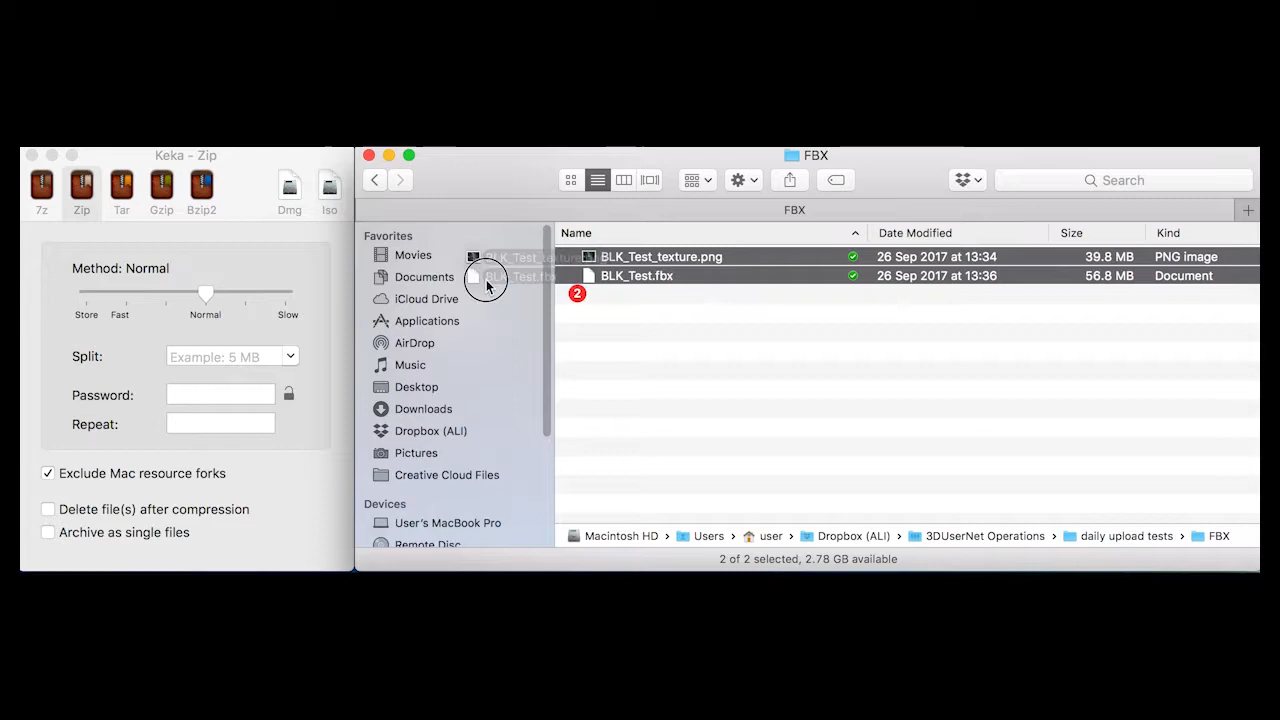 Keka - Zip
7z Zip Tar Gzip Bzip2 Dmg Iso
Method: Normal
Store Fast Normal Slow
Split: Example: 5 MB
Password:
Repeat:
Exclude Mac resource forks
Delete file(s) after compression
Archive as single files
FBX
Search
FBX
Favorites
Movies
Documents
iCloud Drive
Applications
AirDrop
Music
Desktop
Downloads
Dropbox (ALI)
Pictures
Creative Cloud Files
Devices
User's MacBook Pro
Remote Disc
Name Date Modified Size Kind
BLK_Test_texture.png 26 Sep 2017 at 13:34 39.8 MB PNG image
BLK_Test.fbx 26 Sep 2017 at 13:36 56.8 MB Document
BLK_Test_texture
BLK_Test.fbx
2
Macintosh HD Users user Dropbox (ALI) 3DUserNet Operations daily upload tests FBX
2 of 2 selected, 2.78 GB available